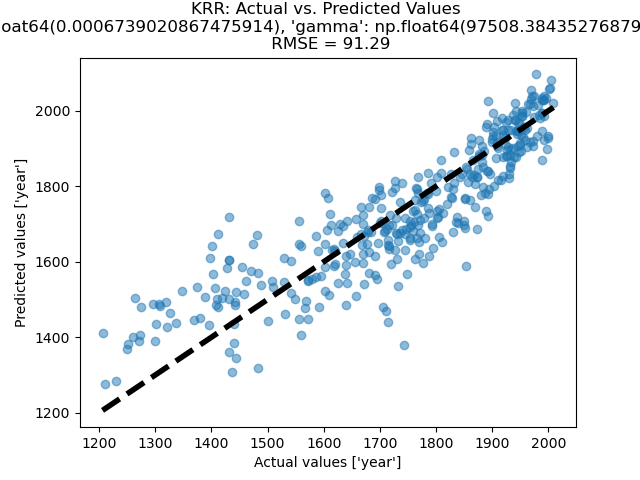 KRR: Actual vs. Predicted Values
oat64(0.0006739020867475914), 'gamma': np.float64(97508.38435276879
RMSE = 91.29
2000
1800
1600
1400
1200
Predicted values ['year']
1200 1300 1400 1500 1600 1700 1800 1900 2000
Actual values ['year']